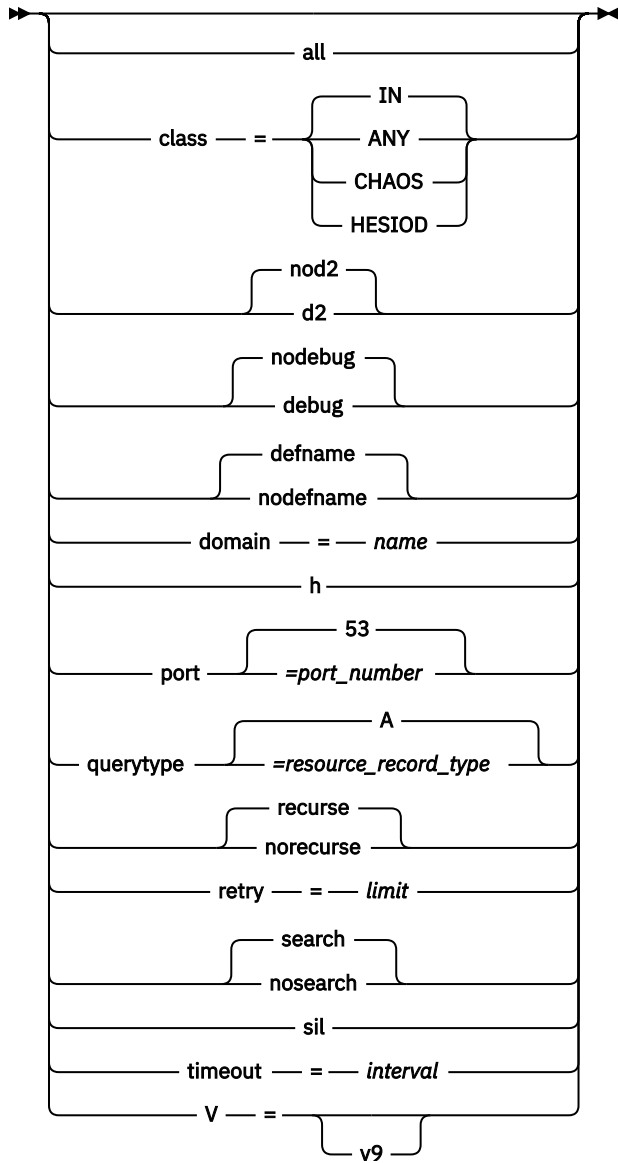 all
IN
class = ANY
CHAOS
HESIOD
nod2
d2
nodebug
debug
defname
nodefname
domain = name
h
53
port =port_number
A
querytype =resource_record_type
recurse
norecurse
retry = limit
search
nosearch
sil
timeout = interval
V =
v9